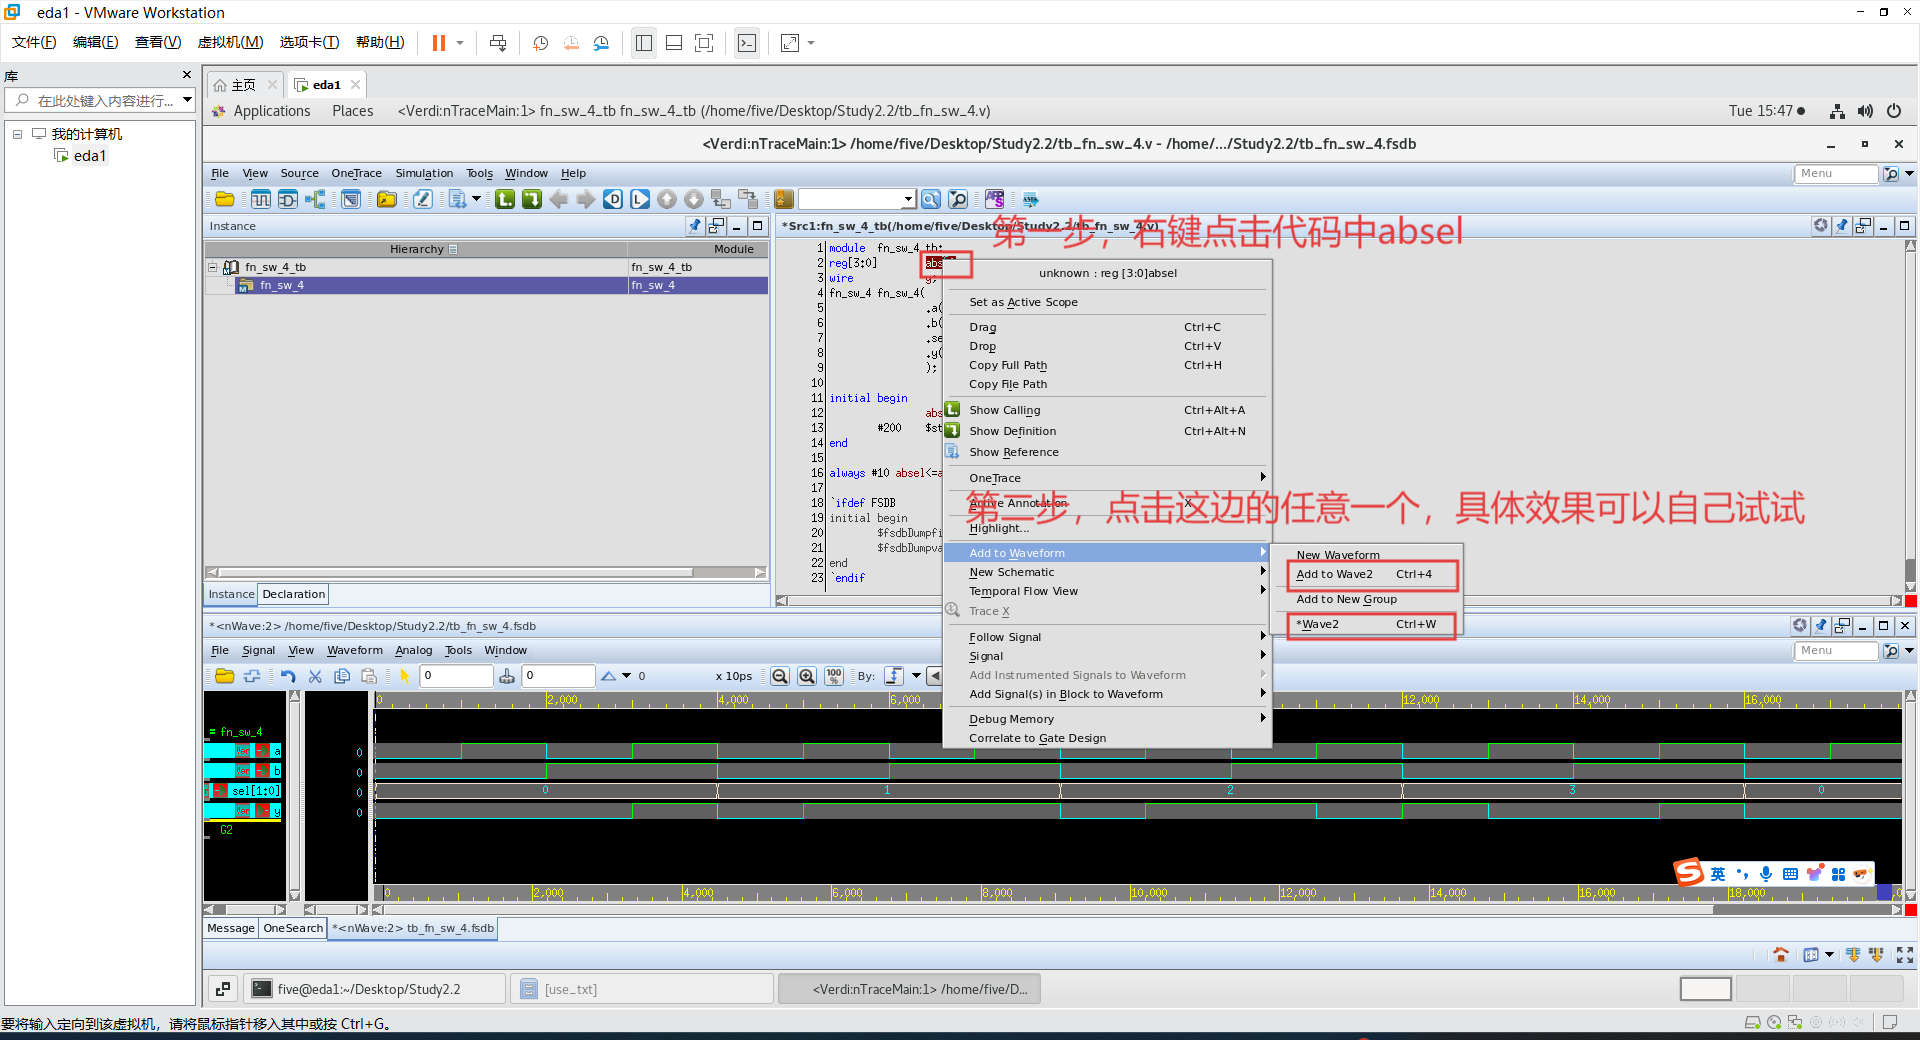 eda1 - VMware Workstation
文件(F) 编辑(E) 查看(V) 虚拟机(M) 选项卡(T) 帮助(H)
库
在此处键入内容进行...
我的计算机
eda1
主页 eda1
Applications Places <Verdi:nTraceMain:1> fn_sw_4_tb fn_sw_4_tb (/home/five/Desktop/Study2.2/tb_fn_sw_4.v) Tue 15:47
<Verdi:nTraceMain:1> /home/five/Desktop/Study2.2/tb_fn_sw_4.v - /home/.../Study2.2/tb_fn_sw_4.fsdb
File View Source OneTrace Simulation Tools Window Help
Menu
Instance
Hierarchy Module
fn_sw_4_tb fn_sw_4_tb
fn_sw_4 fn_sw_4
Instance Declaration
*Src1:fn_sw_4_tb(/home/five/Desktop/Study2.2/tb_fn_sw_4.v)
第一步，右键点击代码中absel
1 module fn_sw_4_tb;
2 reg[3:0] abs
3 wire y;
4 fn_sw_4 fn_sw_4(
5 .a(
6 .b(
7 .se
8 .y(
9 );
10
11 initial begin
12 abs
13 #200 $st
14 end
15
16 always #10 absel<=a
17
18 `ifdef FSDB
19 initial begin
20 $fsdbDumpfi
21 $fsdbDumpva
22 end
23 `endif
unknown : reg [3:0]absel
Set as Active Scope
Drag Ctrl+C
Drop Ctrl+V
Copy Full Path Ctrl+H
Copy File Path
Show Calling Ctrl+Alt+A
Show Definition Ctrl+Alt+N
Show Reference
OneTrace
Active Annotation X
第二步，点击这边的任意一个，具体效果可以自己试试
Highlight...
Add to Waveform
New Schematic
Temporal Flow View
Trace X
Follow Signal
Signal
Add Instrumented Signals to Waveform
Add Signal(s) in Block to Waveform
Debug Memory
Correlate to Gate Design
New Waveform
Add to Wave2 Ctrl+4
Add to New Group
*Wave2 Ctrl+W
*<nWave:2> /home/five/Desktop/Study2.2/tb_fn_sw_4.fsdb
File Signal View Waveform Analog Tools Window
Menu
0 0 0 x 10ps 100 % By:
0 2,000 4,000 6,000 12,000 14,000 16,000
= fn_sw_4
a 0
b 0
sel[1:0] 0 0 1 2 3 0
y 0
G2
0 2,000 4,000 6,000 8,000 10,000 12,000 14,000 16,000 18,000
英
Message OneSearch *<nWave:2> tb_fn_sw_4.fsdb
five@eda1:~/Desktop/Study2.2 [use_txt] <Verdi:nTraceMain:1> /home/five/D...
要将输入定向到该虚拟机，请将鼠标指针移入其中或按 Ctrl+G。